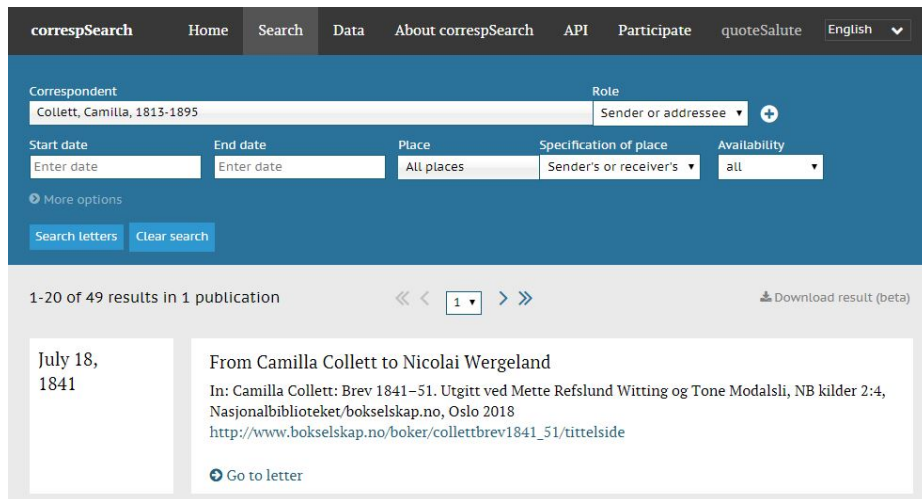 correspSearch Home Search Data About correspSearch API Participate quoteSalute English
Correspondent Role
Collett, Camilla, 1813-1895 Sender or addressee
Start date End date Place Specification of place Availability
Enter date Enter date All places Sender's or receiver's all
More options
Search letters Clear search
1-20 of 49 results in 1 publication 1 Download result (beta)
July 18,
1841
From Camilla Collett to Nicolai Wergeland
In: Camilla Collett: Brev 1841–51. Utgitt ved Mette Refslund Witting og Tone Modalsli, NB kilder 2:4,
Nasjonalbiblioteket/bokselskap.no, Oslo 2018
http://www.bokselskap.no/boker/collettbrev1841_51/tittelside
Go to letter